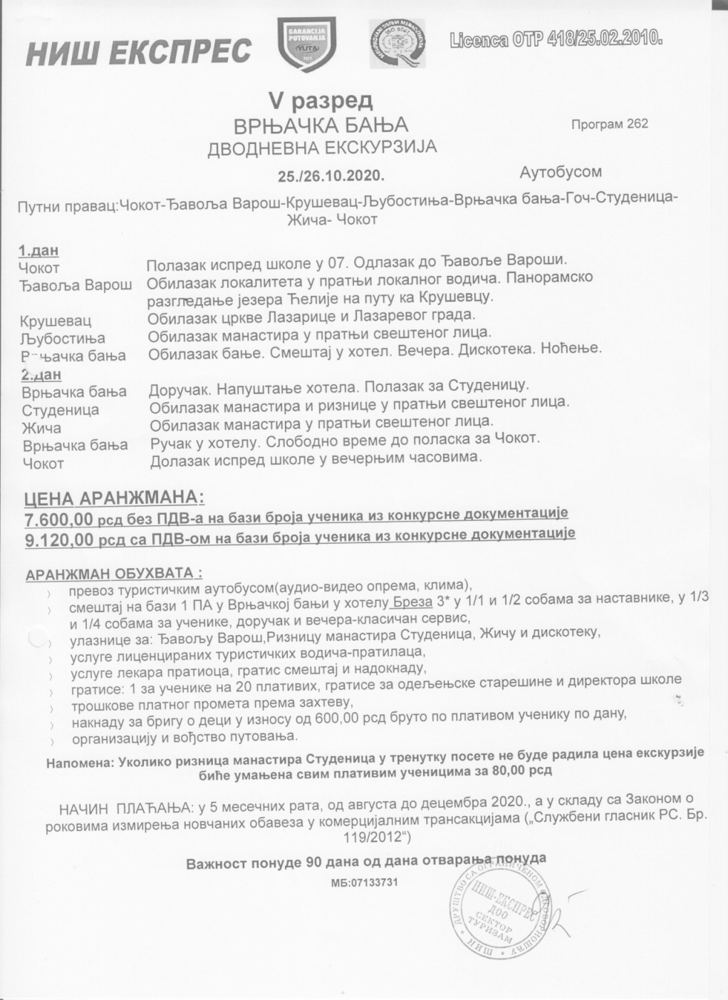 НИШ ЕКСПРЕС
GARANCIJA
PUTOVANJA
YUTA
ISO 9001
Licenca OTP 418/25.02.2010.
V разред
ВРЊАЧКА БАЊА
Програм 262
ДВОДНЕВНА ЕКСКУРЗИЈА
25./26.10.2020.
Аутобусом
Путни правац:Чокот-Ђавоља Варош-Крушевац-Љубостиња-Врњачка бања-Гоч-Студеница-
Жича- Чокот
1.дан
Чокот Полазак испред школе у 07. Одлазак до Ђавоље Вароши.
Ђавоља Варош Обилазак локалитета у пратњи локалног водича. Панорамско
разгледање језера Ћелије на путу ка Крушевцу.
Крушевац Обилазак цркве Лазарице и Лазаревог града.
Љубостиња Обилазак манастира у пратњи свештеног лица.
Врњачка бања Обилазак бање. Смештај у хотел. Вечера. Дискотека. Ноћење.
2.дан
Врњачка бања Доручак. Напуштање хотела. Полазак за Студеницу.
Студеница Обилазак манастира и ризнице у пратњи свештеног лица.
Жича Обилазак манастира у пратњи свештеног лица.
Врњачка бања Ручак у хотелу. Слободно време до поласка за Чокот.
Чокот Долазак испред школе у вечерњим часовима.
ЦЕНА АРАНЖМАНА:
7.600,00 рсд без ПДВ-а на бази броја ученика из конкурсне документације
9.120,00 рсд са ПДВ-ом на бази броја ученика из конкурсне документације
АРАНЖМАН ОБУХВАТА :
〉 превоз туристичким аутобусом(аудио-видео опрема, клима),
〉 смештај на бази 1 ПА у Врњачкој бањи у хотелу Бреза 3* у 1/1 и 1/2 собама за наставнике, у 1/3
и 1/4 собама за ученике, доручак и вечера-класичан сервис,
〉 улазнице за: Ђавољу Варош,Ризницу манастира Студеница, Жичу и дискотеку,
〉 услуге лиценцираних туристичких водича-пратилаца,
〉 услуге лекара пратиоца, гратис смештај и надокнаду,
〉 гратисе: 1 за ученике на 20 плативих, гратисе за одељењске старешине и директора школе
〉 трошкове платног промета према захтеву,
〉 накнаду за бригу о деци у износу од 600,00 рсд бруто по плативом ученику по дану,
〉 организацију и вођство путовања.
Напомена: Уколико ризница манастира Студеница у тренутку посете не буде радила цена екскурзије
биће умањена свим плативим ученицима за 80,00 рсд
НАЧИН ПЛАЋАЊА: у 5 месечних рата, од августа до децембра 2020., а у складу са Законом о
роковима измирења новчаних обавеза у комерцијалним трансакцијама („Службени гласник РС. Бр.
119/2012“)
Важност понуде 90 дана од дана отварања понуда
МБ:07133731
ДРУШТВО СА ОГРАНИЧЕНОМ ОДГОВОРНОШЋУ • НИШ •
НИШ-ЕКСПРЕС
ДОО
СЕКТОР
ТУРИЗАМ